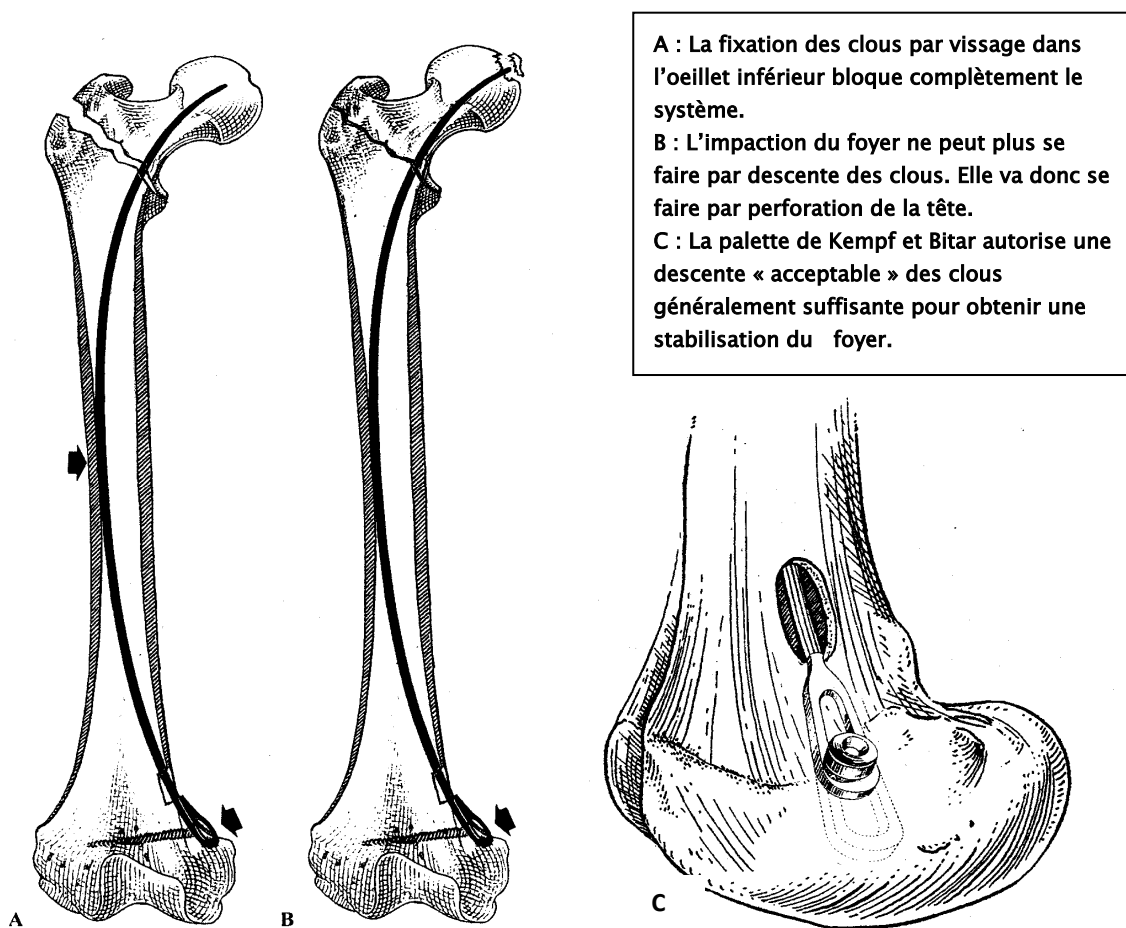 A : La fixation des clous par vissage dans
l'oeillet inférieur bloque complètement le
système.
B : L'impaction du foyer ne peut plus se
faire par descente des clous. Elle va donc se
faire par perforation de la tête.
C : La palette de Kempf et Bitar autorise une
descente « acceptable » des clous
généralement suffisante pour obtenir une
stabilisation du foyer.
A
B
C